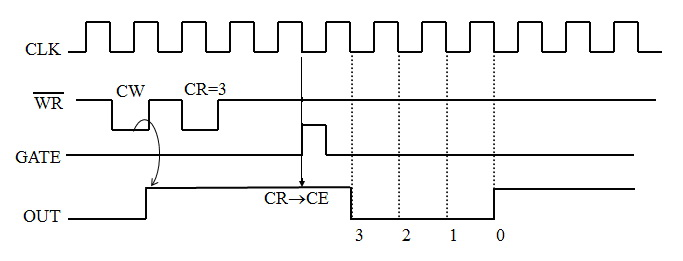 CLK
WR
CW
CR=3
GATE
CR→CE
OUT
3 2 1 0